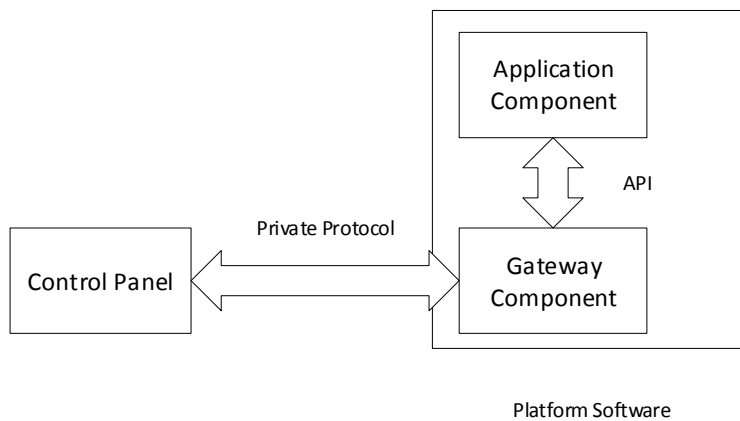 Application
Component
API
Private Protocol
Control Panel
Gateway
Component
Platform Software